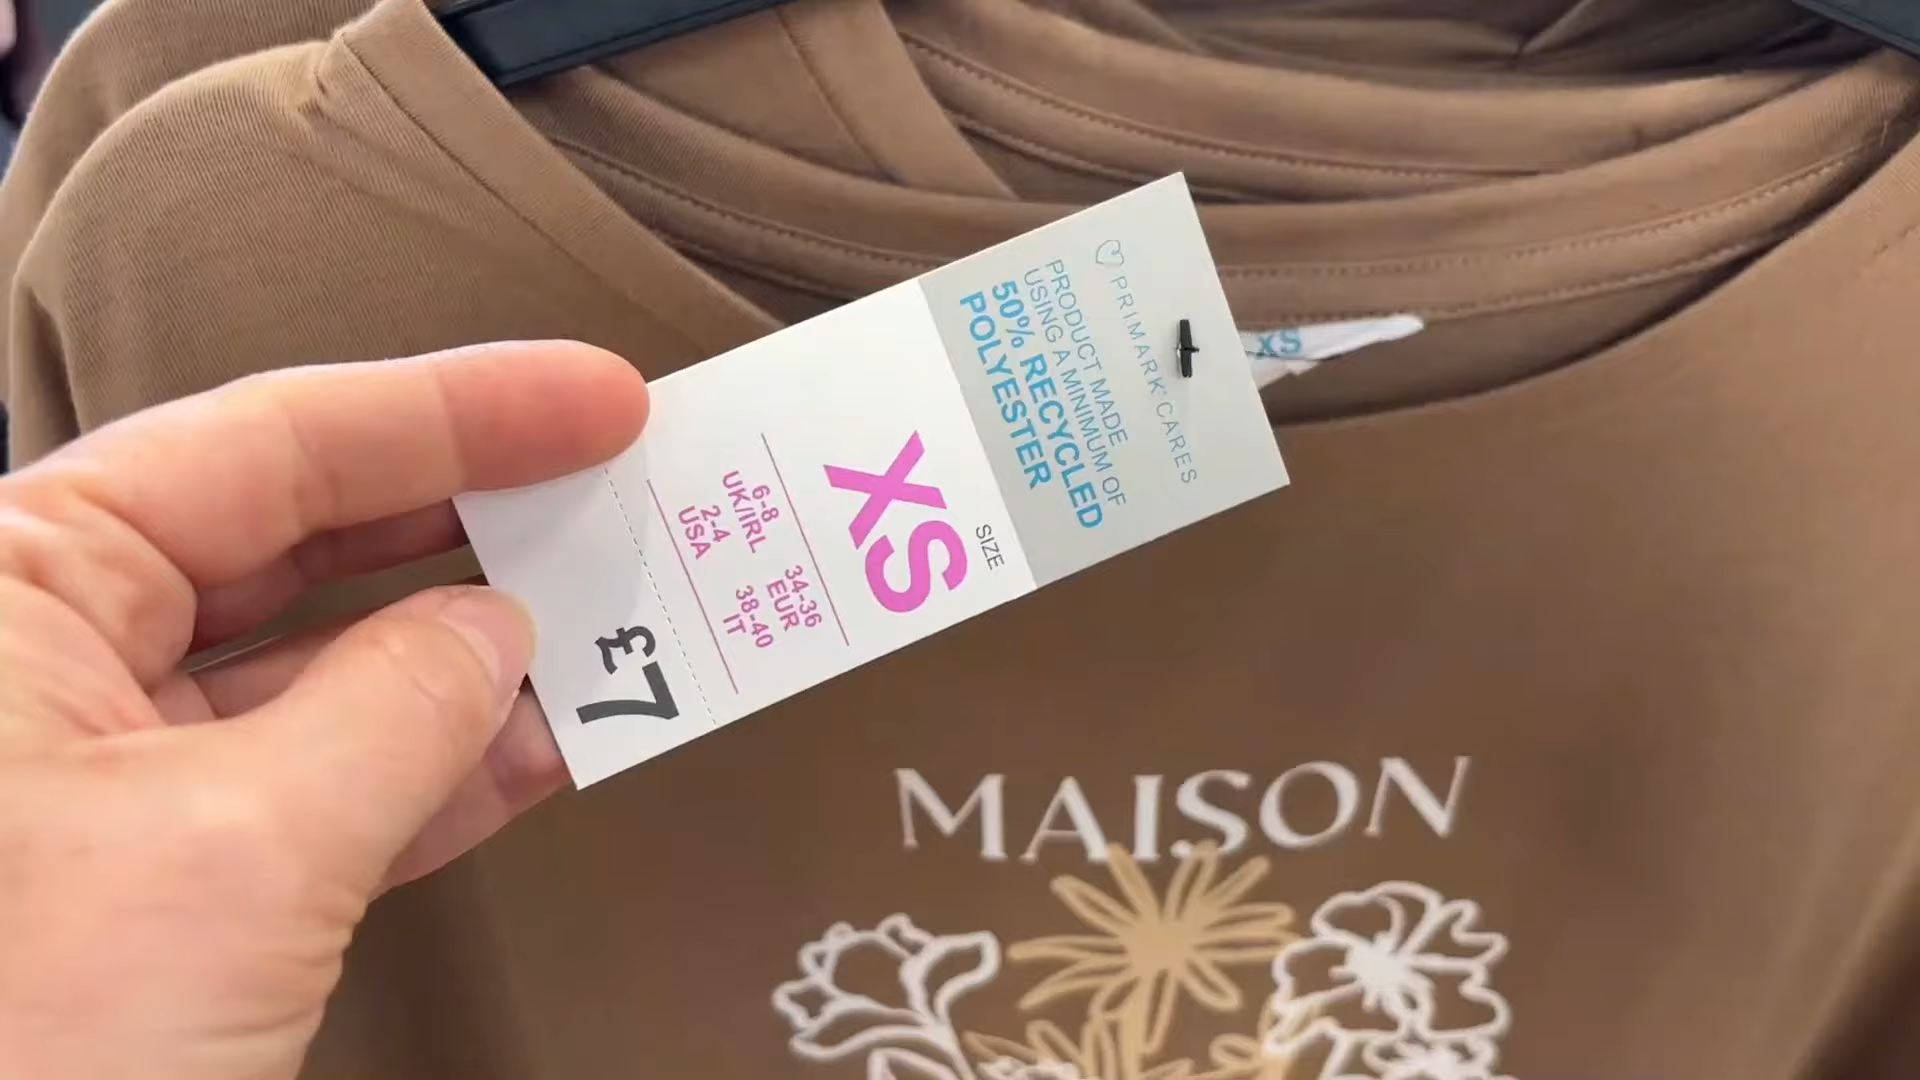 PRIMARK CARES
PRODUCT MADE
USING A MINIMUM OF
50% RECYCLED
POLYESTER
SIZE
XS
6-8
UK/IRL
34-36
EUR
2-4
USA
38-40
IT
£7
XS
MAISON